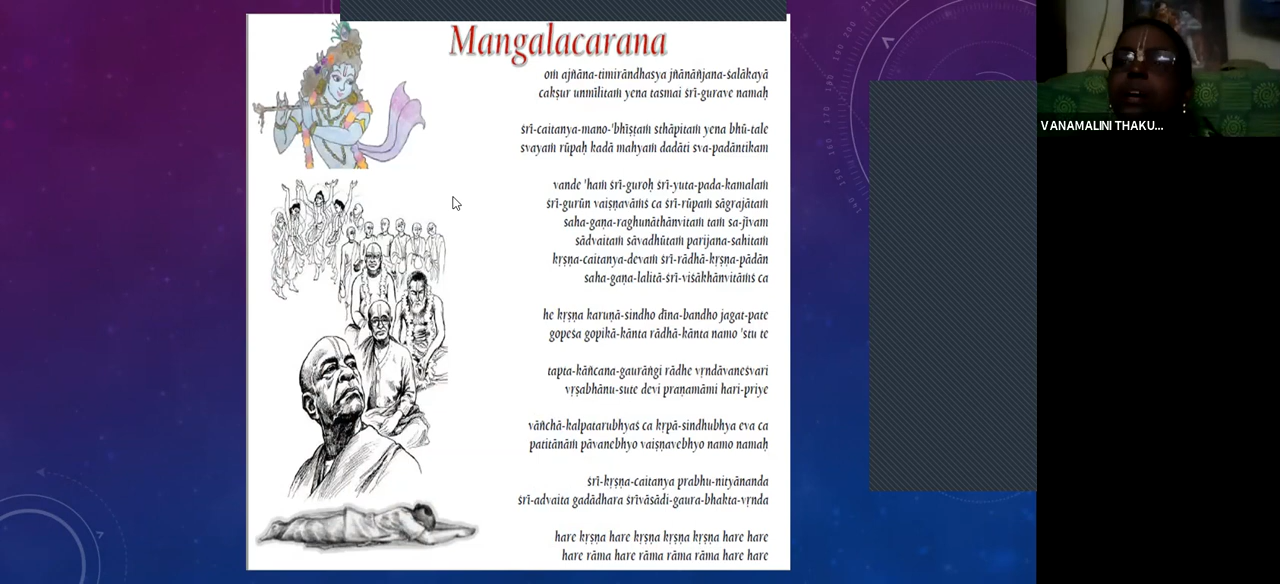 Mangalacarana
oṁ ajñāna-timirāndhasya jñānāñjana-śalākayā
cakṣur unmīlitaṁ yena tasmai śrī-gurave namaḥ
śrī-caitanya-mano-'bhīṣṭaṁ sthāpitaṁ yena bhū-tale
svayaṁ rūpaḥ kadā mahyaṁ dadāti sva-padāntikam
vande 'haṁ śrī-guroḥ śrī-yuta-pada-kamalaṁ
śrī-gurūn vaiṣṇavāṁś ca śrī-rūpaṁ sāgrajātaṁ
saha-gaṇa-raghunāthānvitaṁ taṁ sa-jīvam
sādvaitaṁ sāvadhūtaṁ parijana-sahitaṁ
kṛṣṇa-caitanya-devaṁ śrī-rādhā-kṛṣṇa-pādān
saha-gaṇa-lalitā-śrī-viśākhānvitāṁś ca
he kṛṣṇa karuṇā-sindho dīna-bandho jagat-pate
gopeśa gopikā-kānta rādhā-kānta namo 'stu te
tapta-kāñcana-gaurāṅgi rādhe vṛndāvaneśvari
vṛṣabhānu-sute devi praṇamāmi hari-priye
vāñchā-kalpatarubhyaś ca kṛpā-sindhubhya eva ca
patitānāṁ pāvanebhyo vaiṣṇavebhyo namo namaḥ
śrī-kṛṣṇa-caitanya prabhu-nityānanda
śrī-advaita gadādhara śrīvāsādi-gaura-bhakta-vṛnda
hare kṛṣṇa hare kṛṣṇa kṛṣṇa kṛṣṇa hare hare
hare rāma hare rāma rāma rāma hare hare
VANAMALINI THAKU...